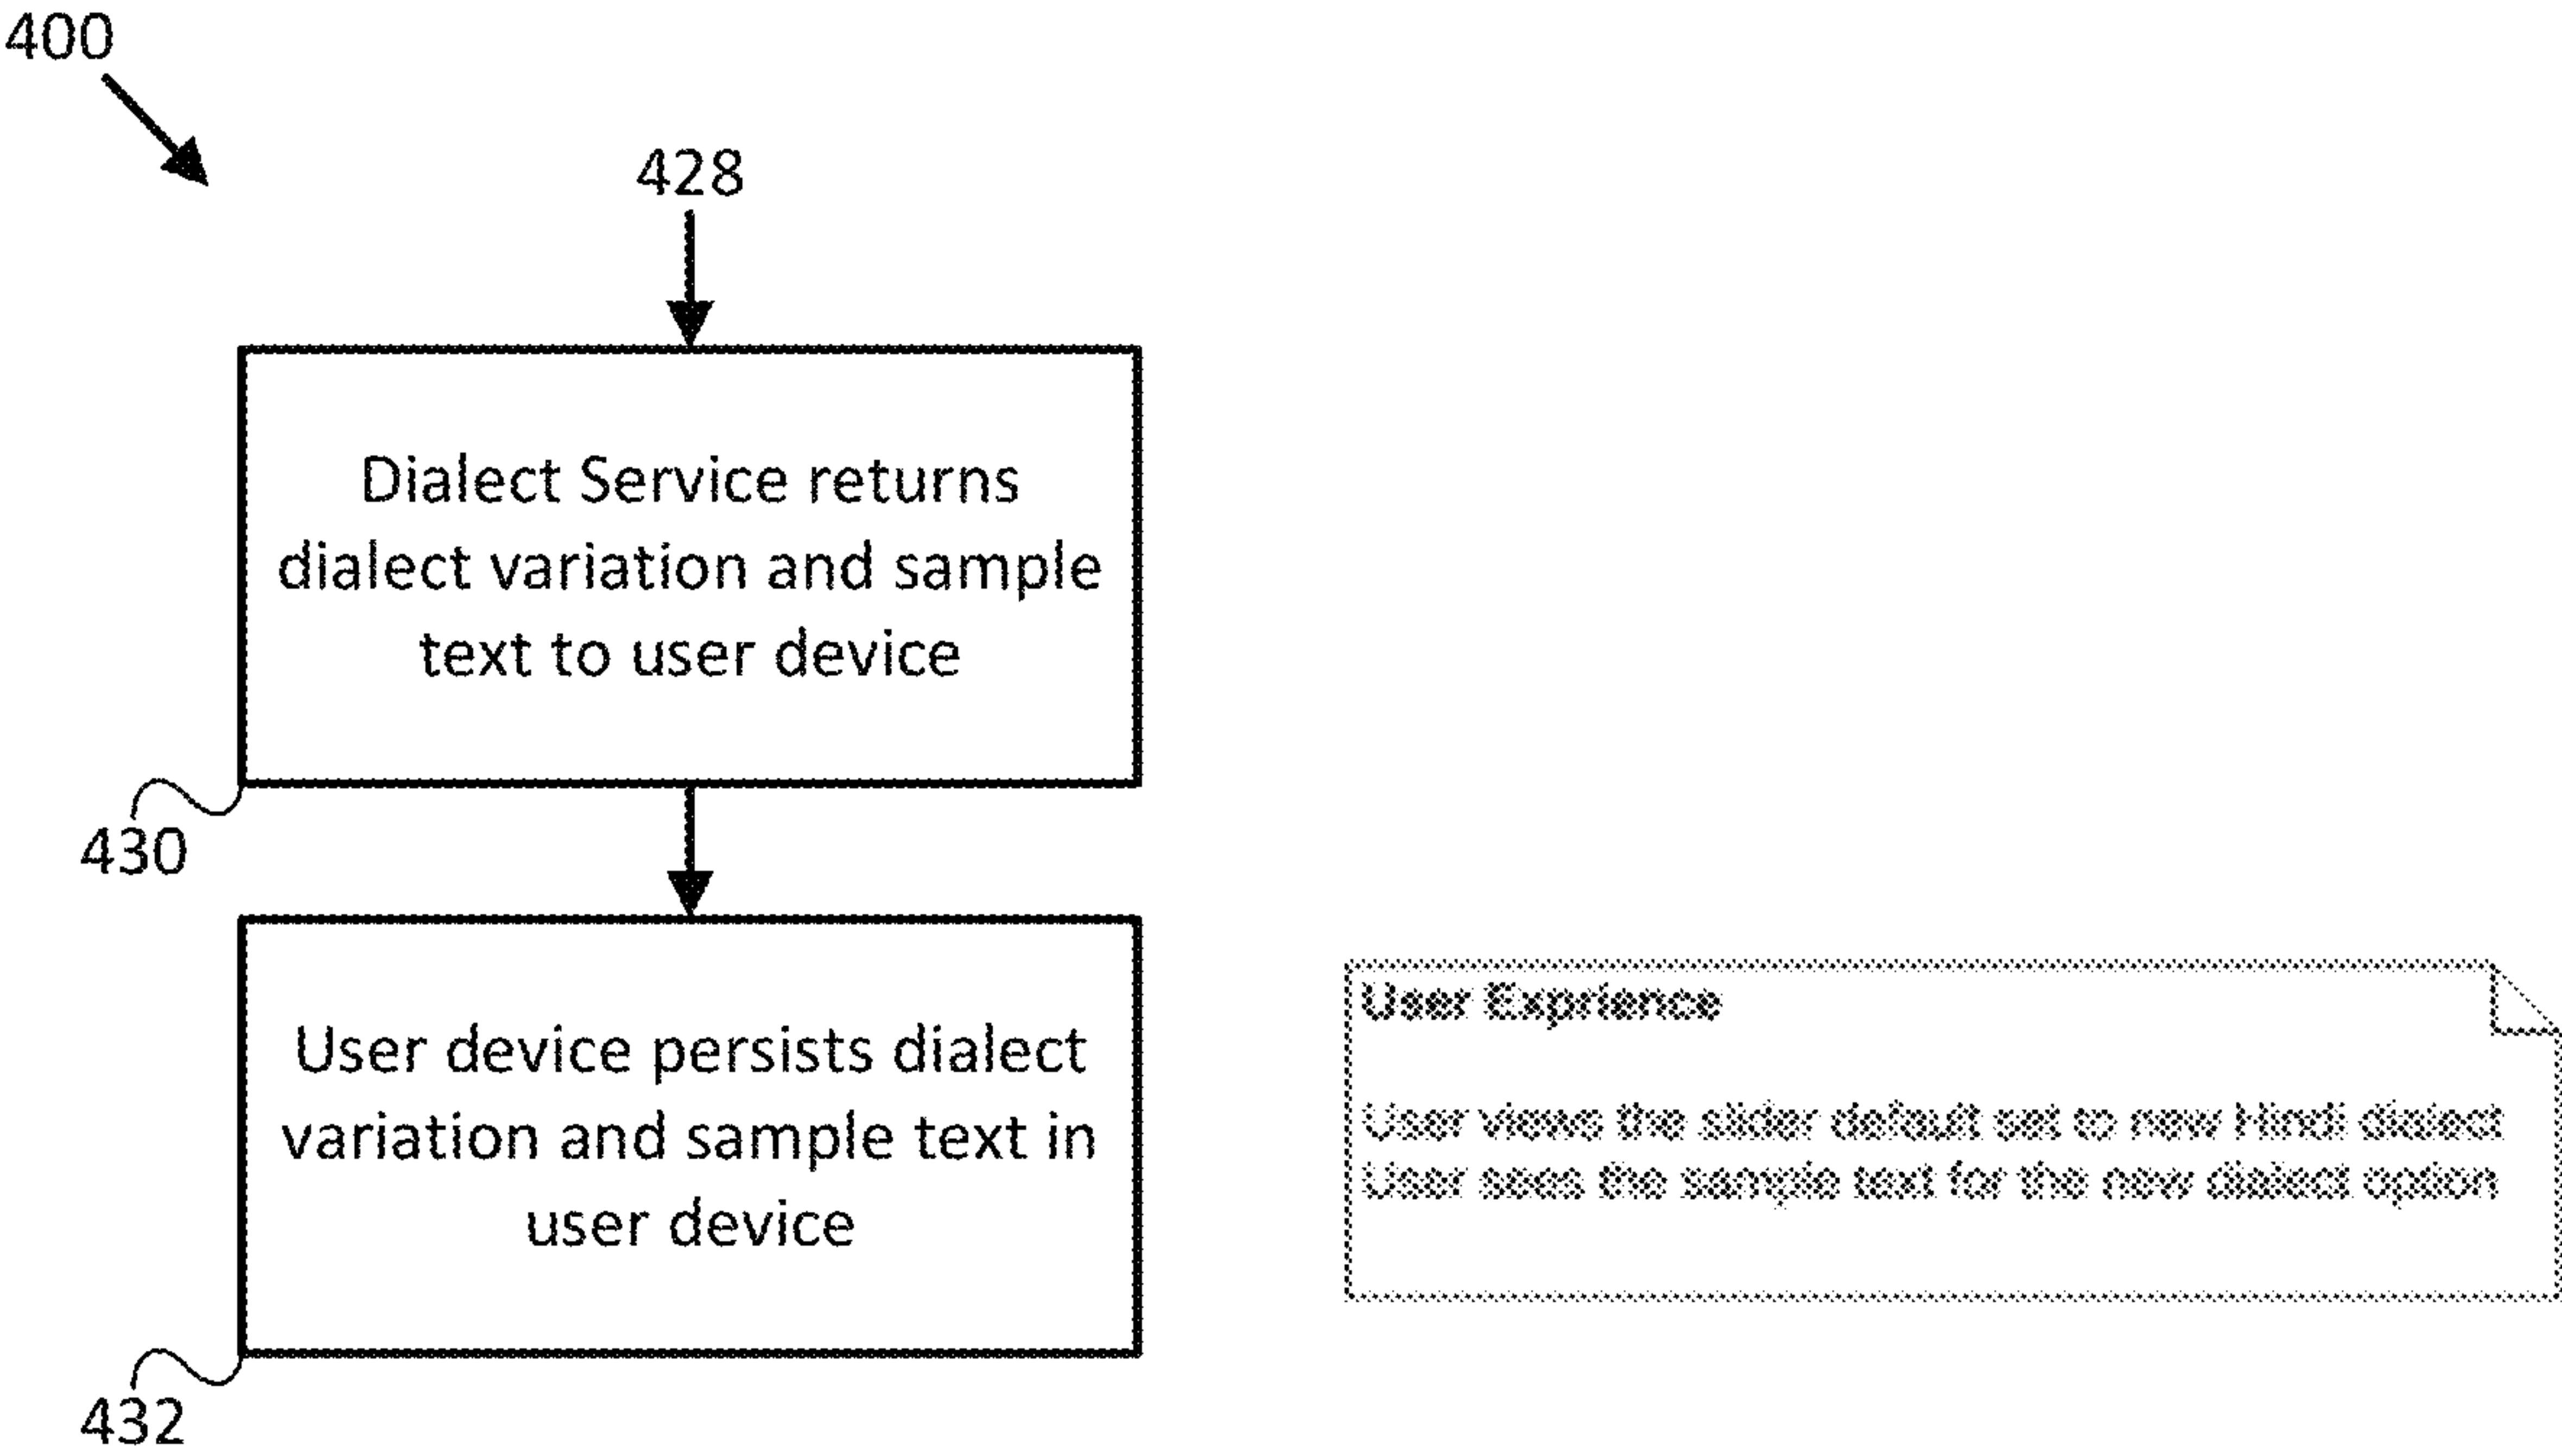 400
428
Dialect Service returns
dialect variation and sample
text to user device
430
User device persists dialect
variation and sample text in
user device
432
User Exprience
User views the slider default set to new Hindi dialect
User sees the sample text for the new dialect option